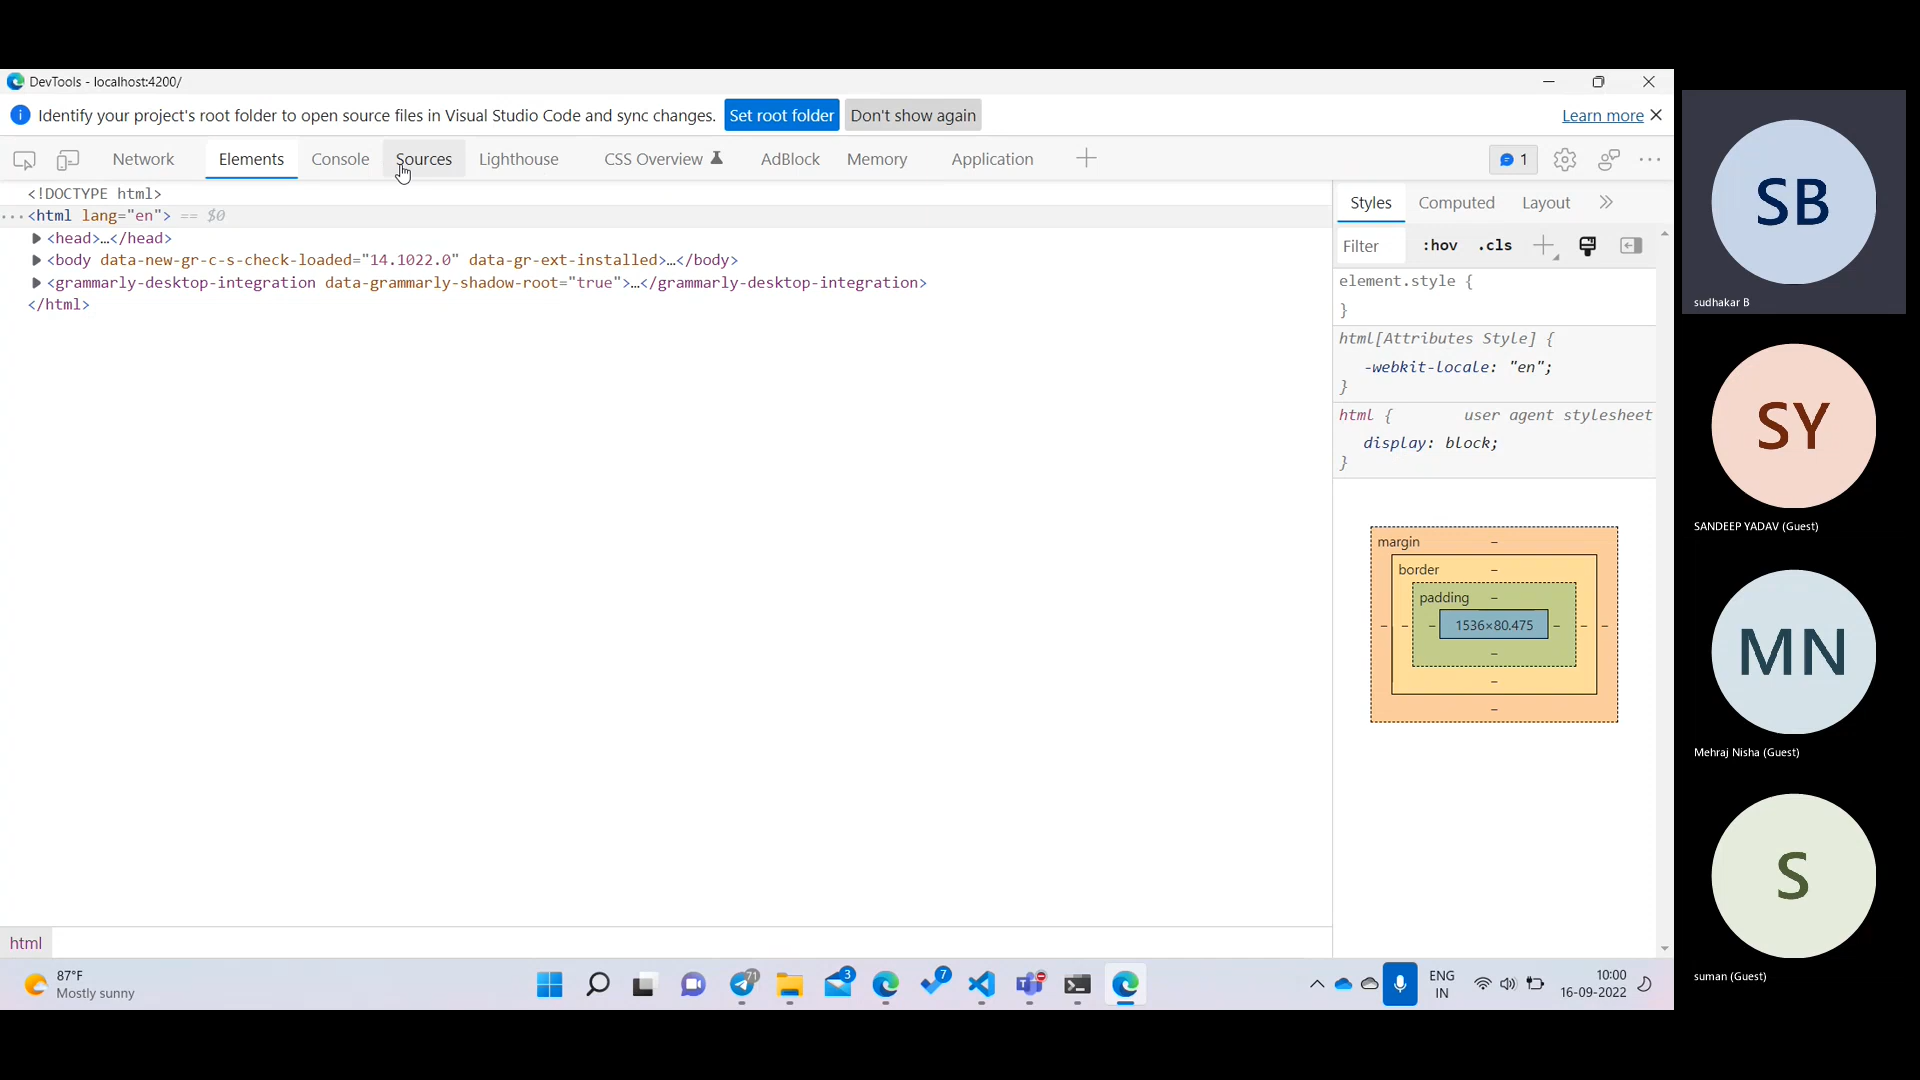 DevTools - localhost:4200/
Identify your project's root folder to open source files in Visual Studio Code and sync changes. Set root folder Don't show again Learn more
Network Elements Console Sources Lighthouse CSS Overview AdBlock Memory Application 1
<!DOCTYPE html>
···<html lang="en"> == $0
<head>…</head>
<body data-new-gr-c-s-check-loaded="14.1022.0" data-gr-ext-installed>…</body>
<grammarly-desktop-integration data-grammarly-shadow-root="true">…</grammarly-desktop-integration>
</html>
Styles Computed Layout
Filter :hov .cls
element.style {
}
html[Attributes Style] {
-webkit-locale: "en";
}
html { user agent stylesheet
display: block;
}
margin –
border –
padding –
– – – 1536×80.475 – – –
–
–
–
html
87°F
Mostly sunny
71
3
7
ENG
IN
10:00
16-09-2022
SB
sudhakar B
SY
SANDEEP YADAV (Guest)
MN
Mehraj Nisha (Guest)
S
suman (Guest)